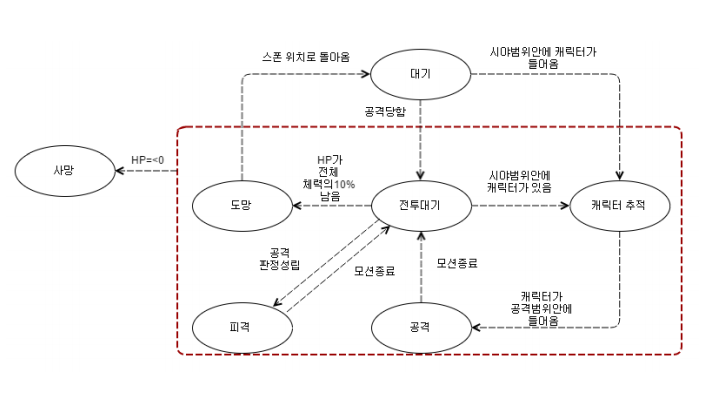 스폰 위치로 돌아옴
대기
시야범위안에 캐릭터가
들어옴
공격당함
사망
HP=<0
HP가
전체
체력의10%
남음
시야범위안에
캐릭터가 있음
도망
전투대기
캐릭터 추적
공격
판정성립
모션종료
모션종료
캐릭터가
공격범위안에
들어옴
피격
공격